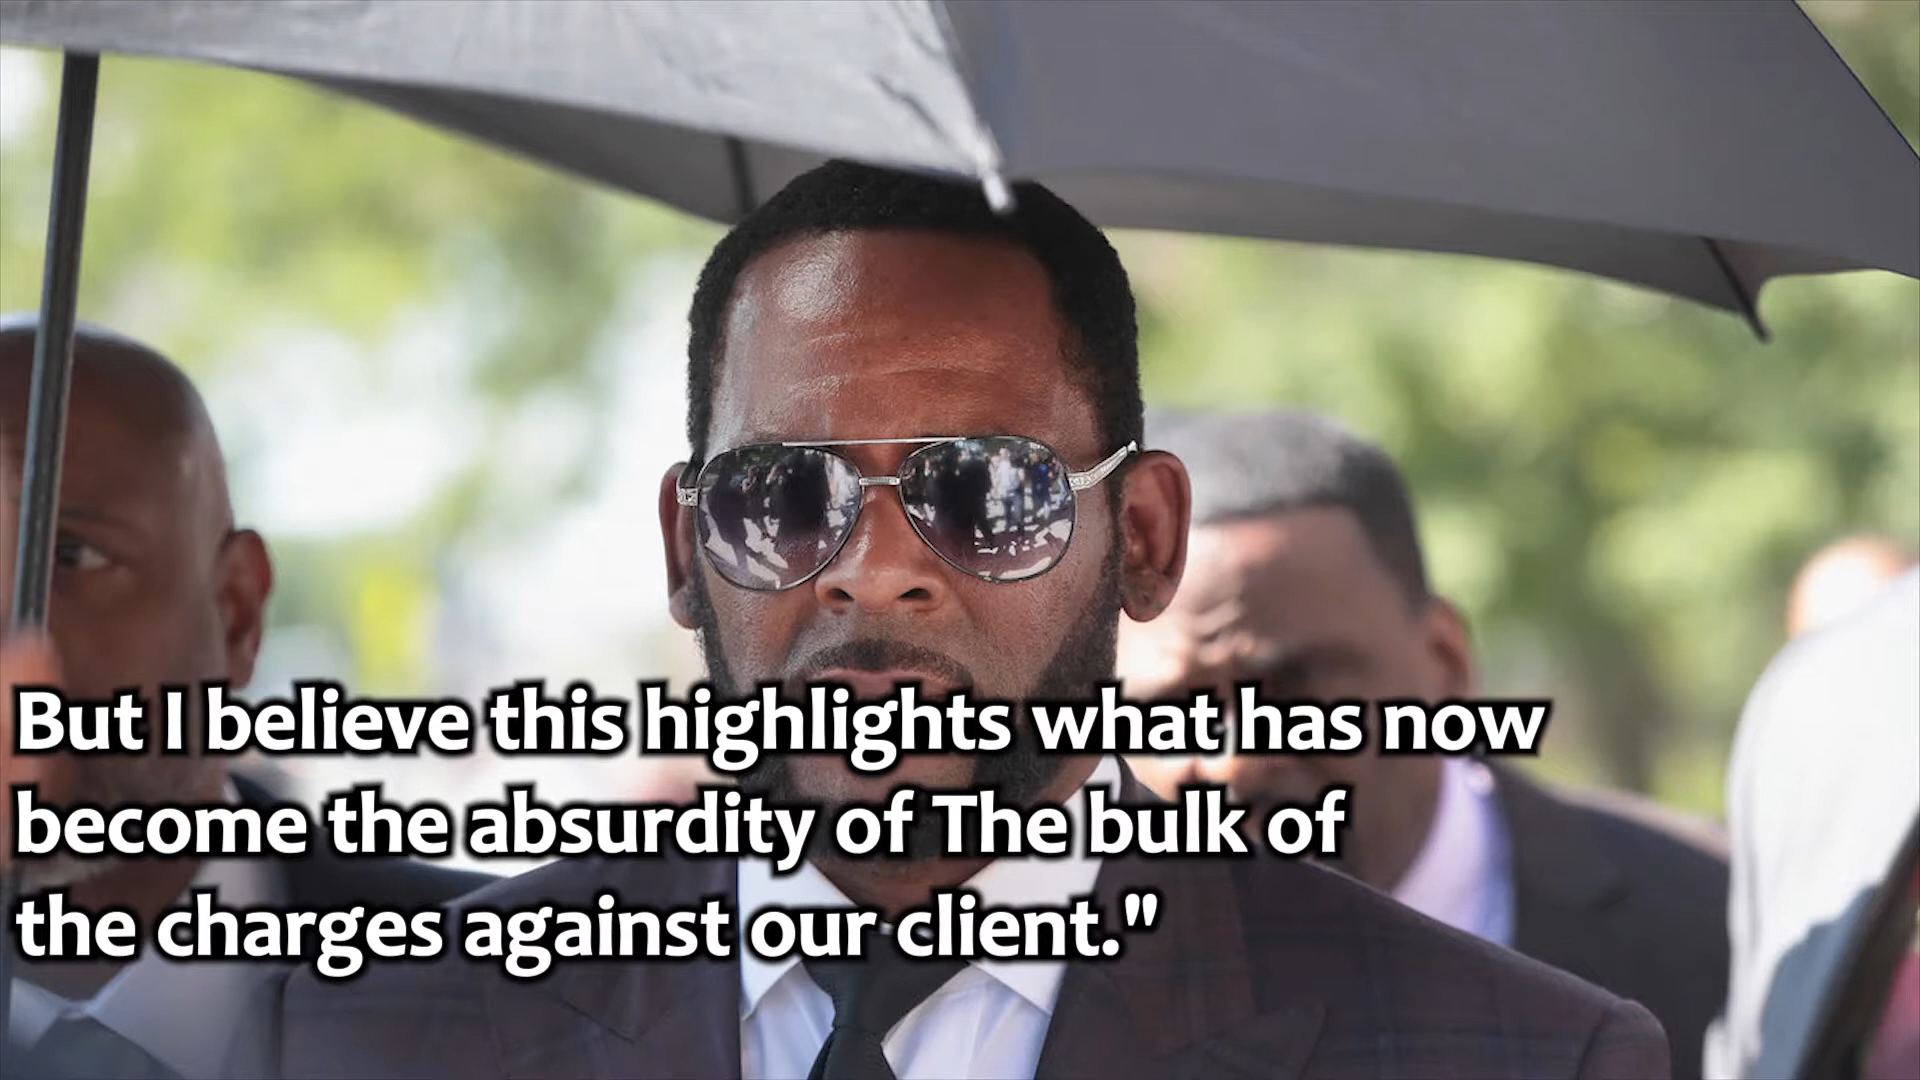 But I believe this highlights what has now
become the absurdity of The bulk of
the charges against our client."